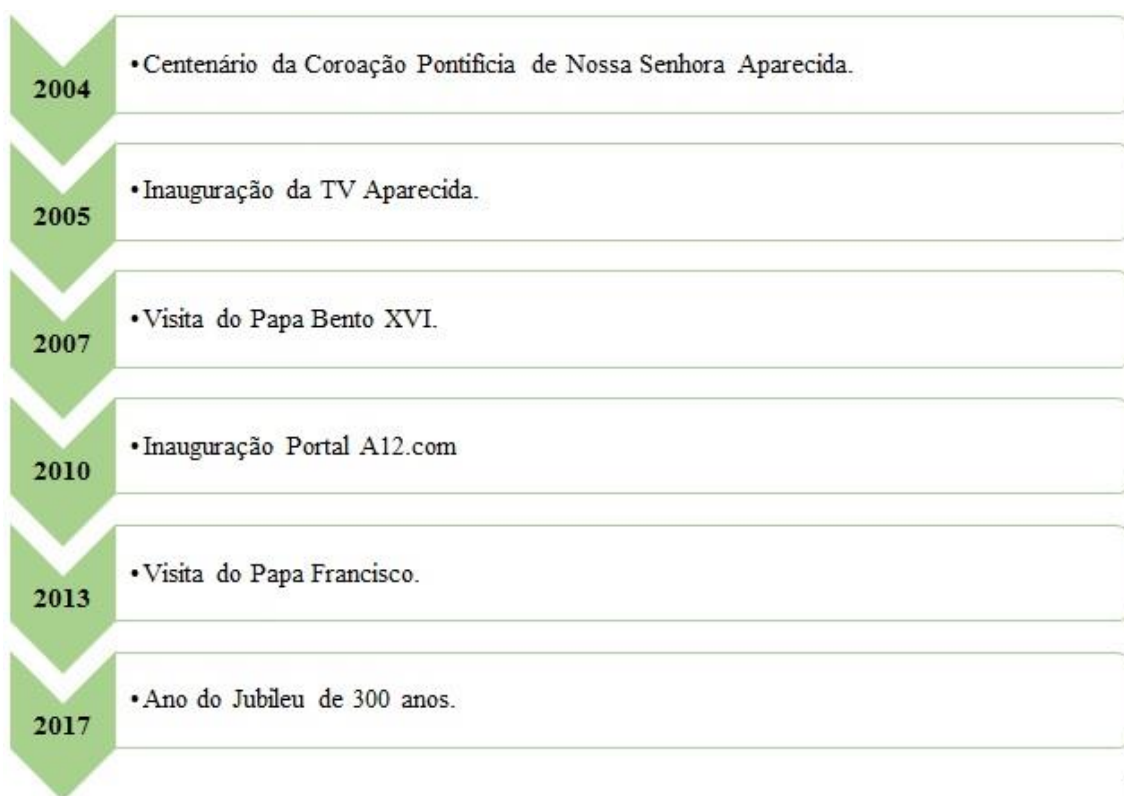 2004
•Centenário da Coroação Pontificia de Nossa Senhora Aparecida.
2005
•Inauguração da TV Aparecida.
2007
•Visita do Papa Bento XVI.
2010
•Inauguração Portal A12.com
2013
•Visita do Papa Francisco.
2017
•Ano do Jubileu de 300 anos.